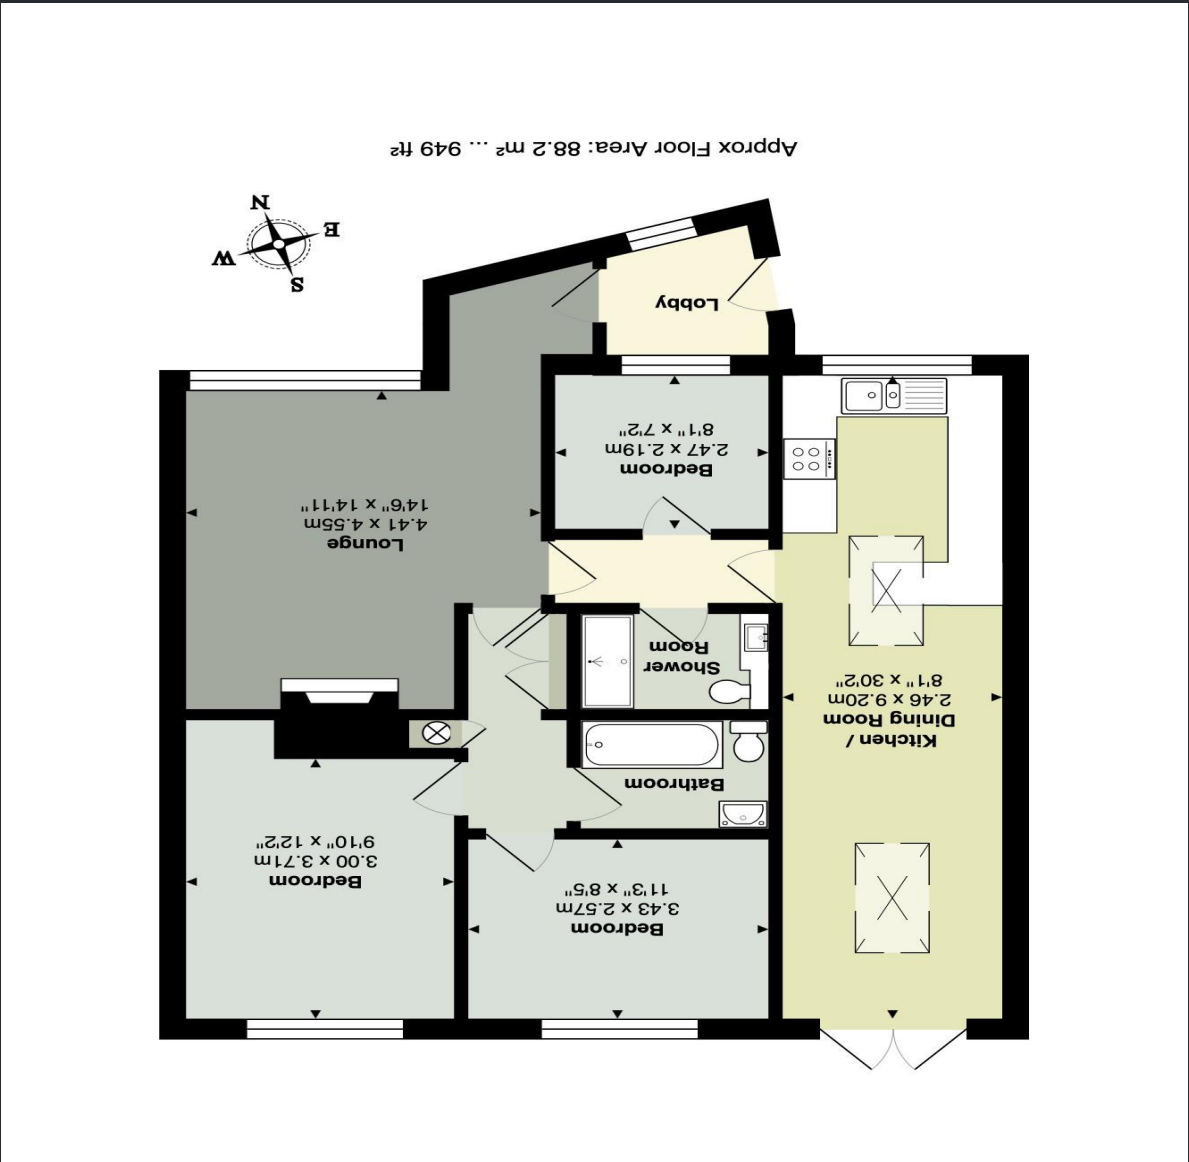 Approx Floor Area: 88.2 m² ... 949 ft²
N
E
W
S
Lobby
Bedroom
2.47 x 2.19m
8'1" x 7'2"
Lounge
4.41 x 4.55m
14'6" x 14'11"
Shower
Room
Kitchen /
Dining Room
2.46 x 9.20m
8'1" x 30'2"
Bathroom
Bedroom
3.00 x 3.71m
9'10" x 12'2"
Bedroom
3.43 x 2.57m
11'3" x 8'5"